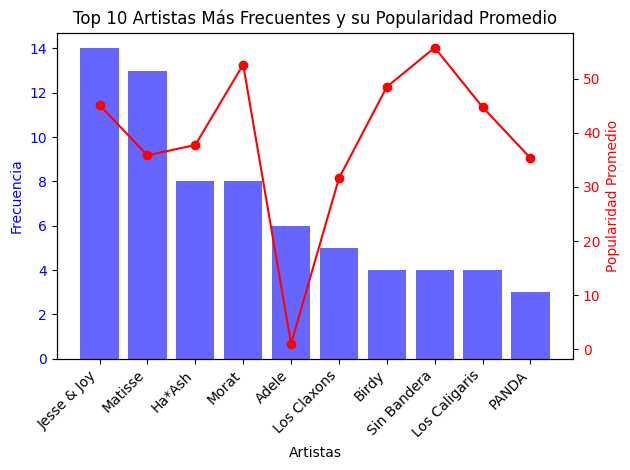 Top 10 Artistas Más Frecuentes y su Popularidad Promedio
14
12
10
8
6
4
2
0
Frecuencia
50
40
30
20
10
0
Popularidad Promedio
Jesse & Joy
Matisse
Ha*Ash
Morat
Adele
Los Claxons
Birdy
Sin Bandera
Los Caligaris
PANDA
Artistas